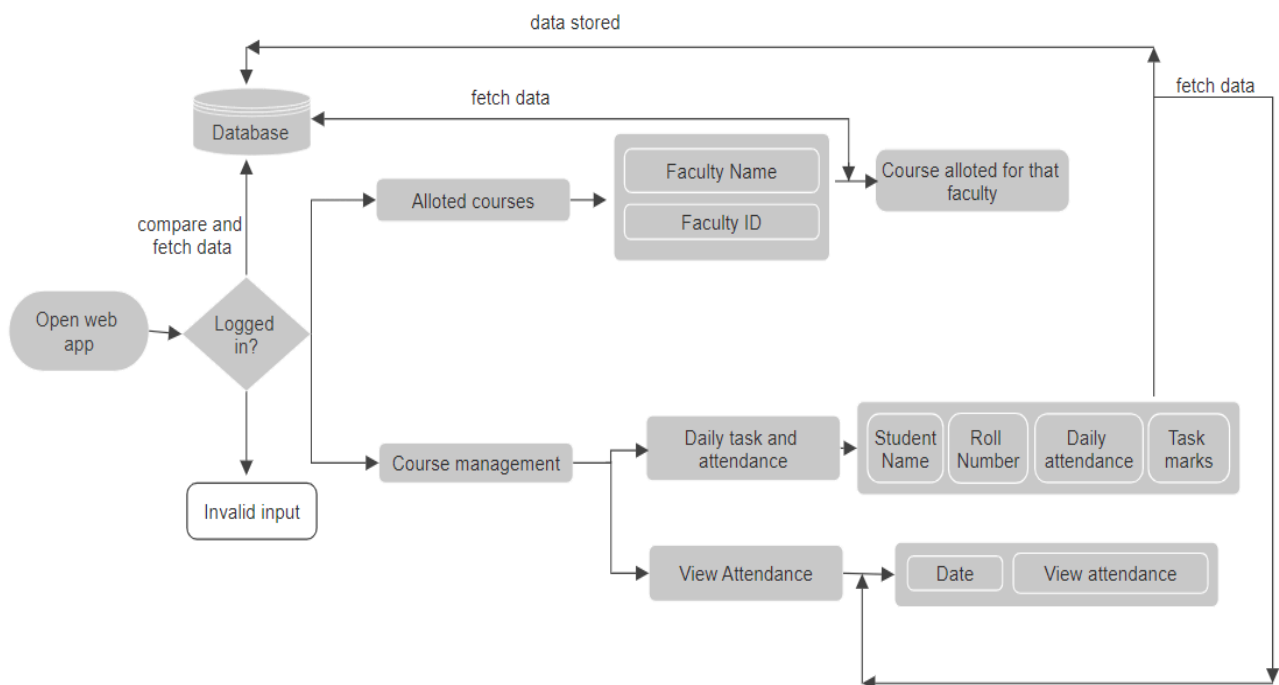 data stored
fetch data
fetch data
Database
Faculty Name
Course alloted for that
faculty
Alloted courses
Faculty ID
compare and
fetch data
Open web
app
Logged
in?
Daily task and
attendance
Student
Name
Roll
Number
Daily
attendance
Task
marks
Course management
Invalid input
View Attendance
Date
View attendance